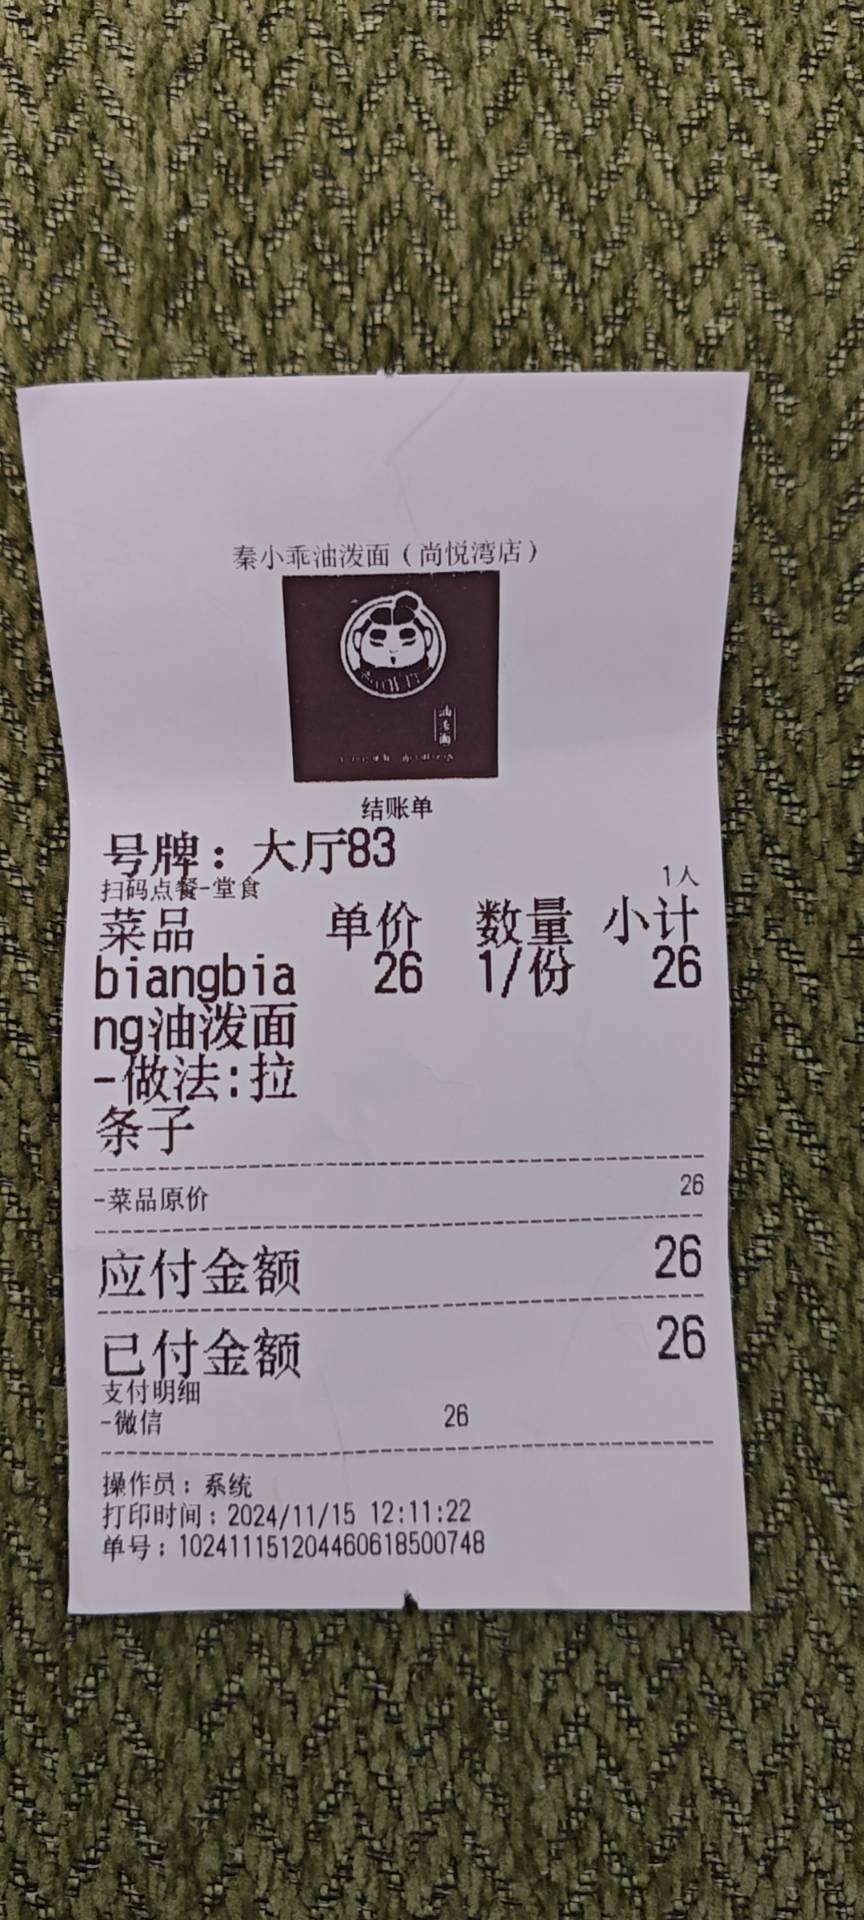 秦小乖油泼面（尚悦湾店）
油泼面
结账单
号牌：大厅83
扫码点餐-堂食 1人
菜品 单价 数量 小计
biangbia 26 1/份 26
ng油泼面
-做法:拉
条子
-菜品原价 26
应付金额 26
已付金额 26
支付明细
-微信 26
操作员：系统
打印时间：2024/11/15 12:11:22
单号：102411151204460618500748